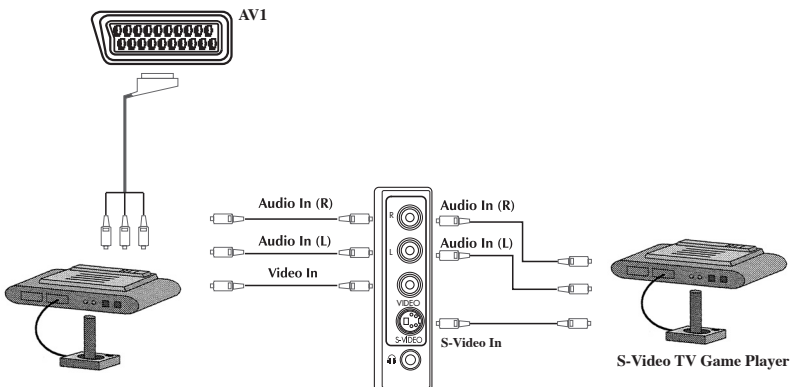 AV1
Audio In (R)
Audio In (L)
Video In
R
L
VIDEO
S-VIDEO
Audio In (R)
Audio In (L)
S-Video In
S-Video TV Game Player